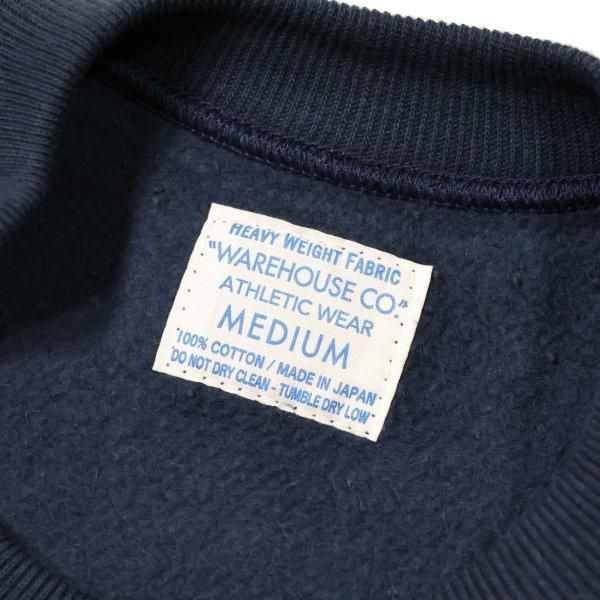 HEAVY WEIGHT FABRIC
"WAREHOUSE CO."
ATHLETIC WEAR
MEDIUM
100% COTTON / MADE IN JAPAN
DO NOT DRY CLEAN - TUMBLE DRY LOW